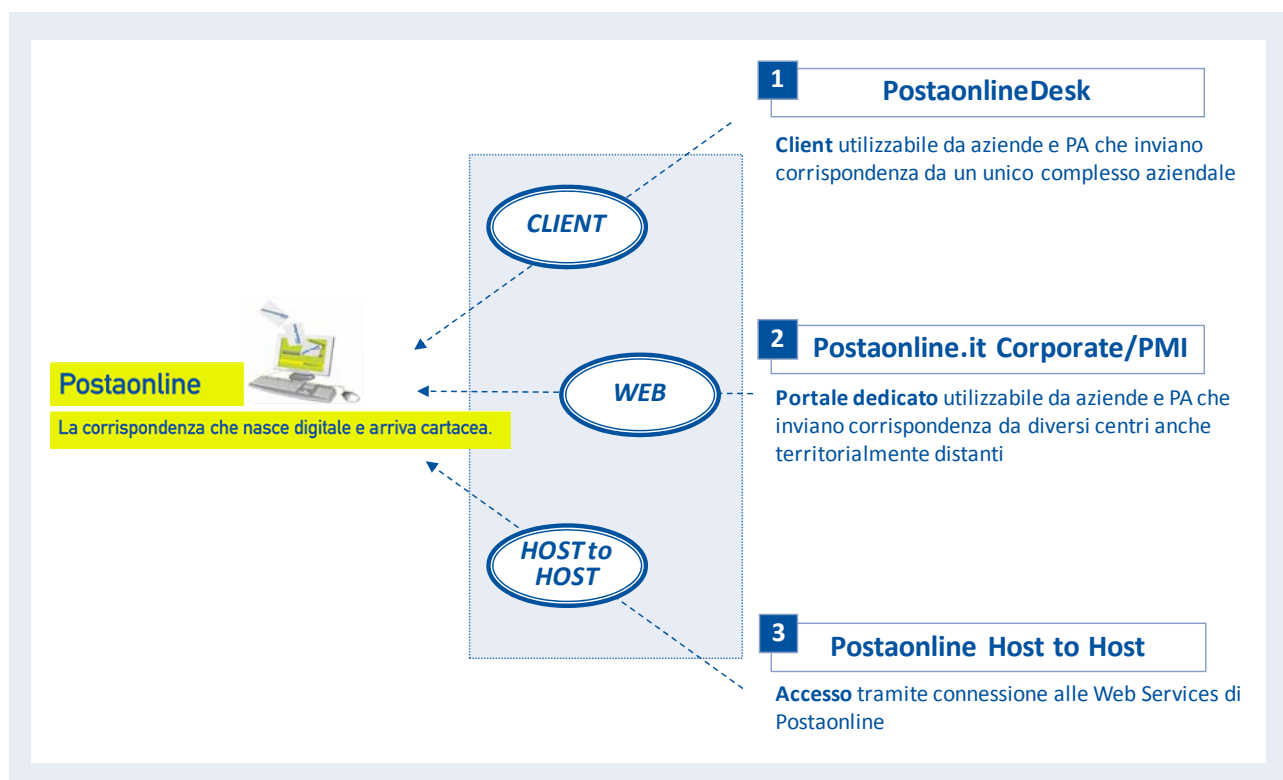 1
PostaonlineDesk
Client utilizzabile da aziende e PA che inviano
corrispondenza da un unico complesso aziendale
CLIENT
2
Postaonline.it Corporate/PMI
Portale dedicato utilizzabile da aziende e PA che
inviano corrispondenza da diversi centri anche
territorialmente distanti
WEB
Postaonline
La corrispondenza che nasce digitale e arriva cartacea.
HOST to
HOST
3
Postaonline Host to Host
Accesso tramite connessione alle Web Services di
Postaonline